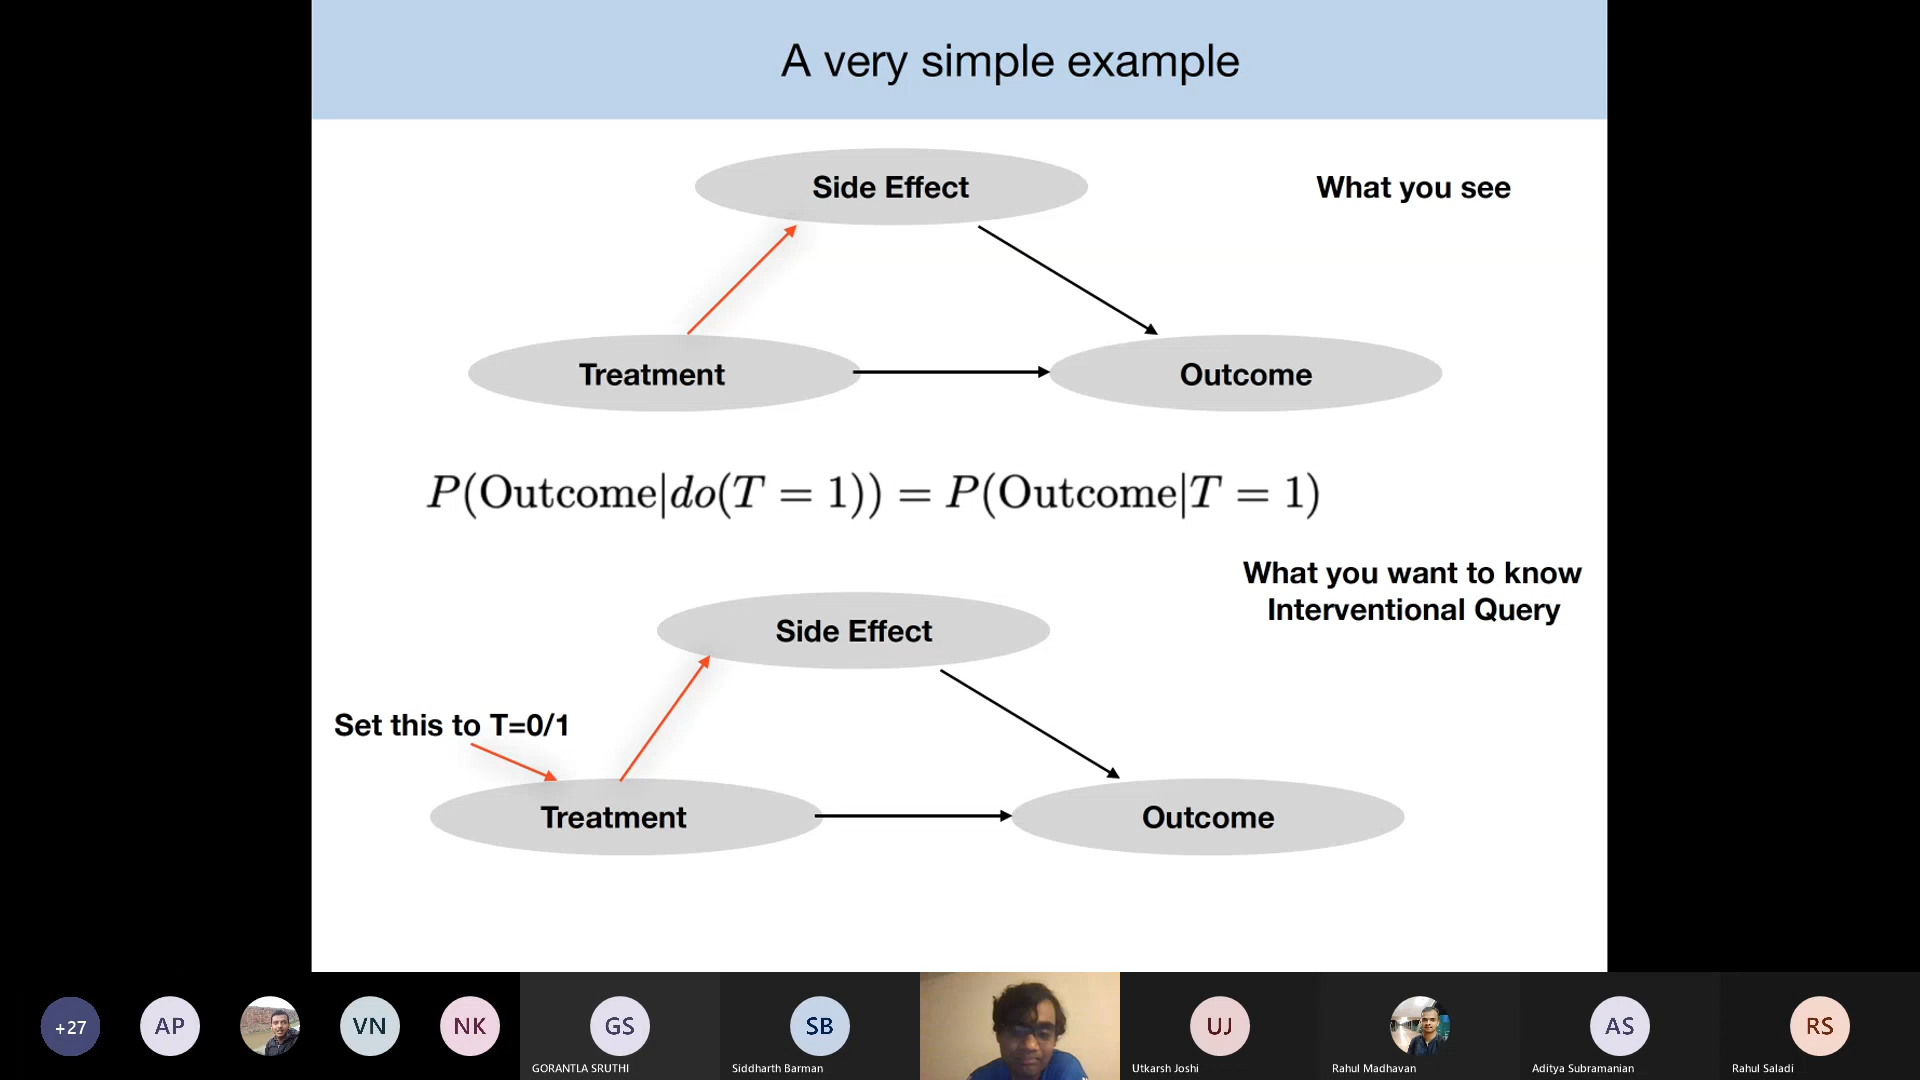 A very simple example
Side Effect
What you see
Treatment
Outcome
P(Outcome|do(T = 1)) = P(Outcome|T = 1)
What you want to know
Interventional Query
Side Effect
Set this to T=0/1
Treatment
Outcome
+27
AP
VN
NK
GS
SB
UJ
AS
RS
GORANTLA SRUTHI
Siddharth Barman
Utkarsh Joshi
Rahul Madhavan
Aditya Subramanian
Rahul Saladi